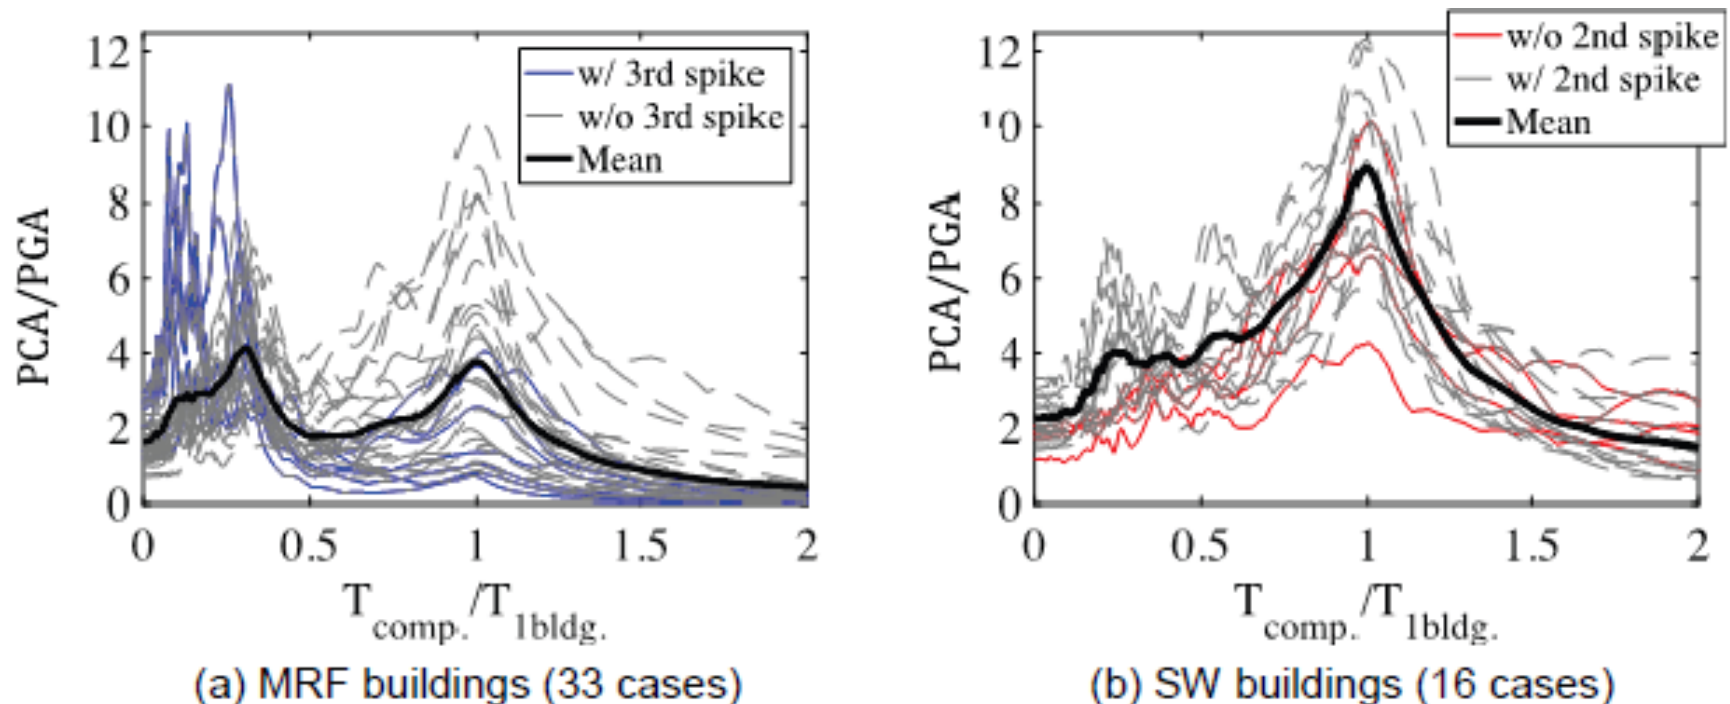 12
10
8
6
4
2
0
PCA/PGA
w/ 3rd spike
w/o 3rd spike
Mean
0 0.5 1 1.5 2
Tcomp./T1bldg.
(a) MRF buildings (33 cases)
12
10
8
6
4
2
0
PCA/PGA
w/o 2nd spike
w/ 2nd spike
Mean
0 0.5 1 1.5 2
Tcomp./T1bldg.
(b) SW buildings (16 cases)